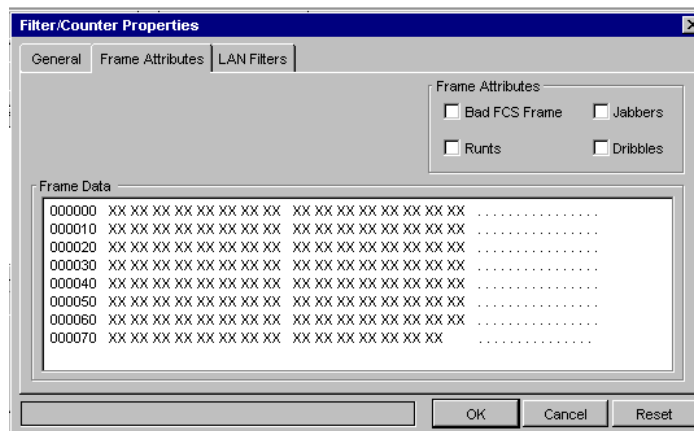 Filter/Counter Properties
General Frame Attributes LAN Filters
Frame Attributes
Bad FCS Frame Jabbers
Runts Dribbles
Frame Data
000000 XX XX XX XX XX XX XX XX XX XX XX XX XX XX XX XX . . . . . . . . . . . . . . . .
000010 XX XX XX XX XX XX XX XX XX XX XX XX XX XX XX XX . . . . . . . . . . . . . . . .
000020 XX XX XX XX XX XX XX XX XX XX XX XX XX XX XX XX . . . . . . . . . . . . . . . .
000030 XX XX XX XX XX XX XX XX XX XX XX XX XX XX XX XX . . . . . . . . . . . . . . . .
000040 XX XX XX XX XX XX XX XX XX XX XX XX XX XX XX XX . . . . . . . . . . . . . . . .
000050 XX XX XX XX XX XX XX XX XX XX XX XX XX XX XX XX . . . . . . . . . . . . . . . .
000060 XX XX XX XX XX XX XX XX XX XX XX XX XX XX XX XX . . . . . . . . . . . . . . . .
000070 XX XX XX XX XX XX XX XX XX XX XX XX XX XX XX . . . . . . . . . . . . . . .
OK Cancel Reset